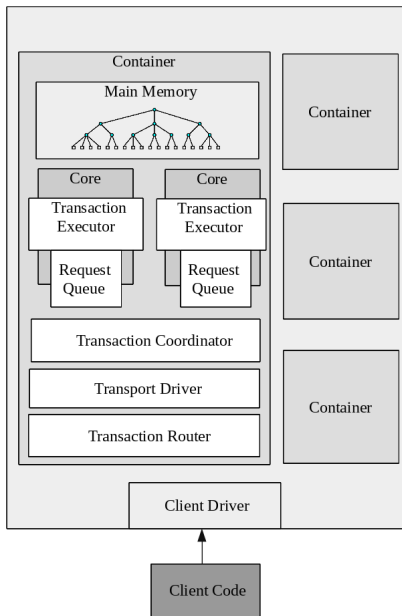 Container
Main Memory
Core
Core
Transaction
Executor
Transaction
Executor
Request
Queue
Request
Queue
Transaction Coordinator
Transport Driver
Transaction Router
Container
Container
Container
Client Driver
Client Code